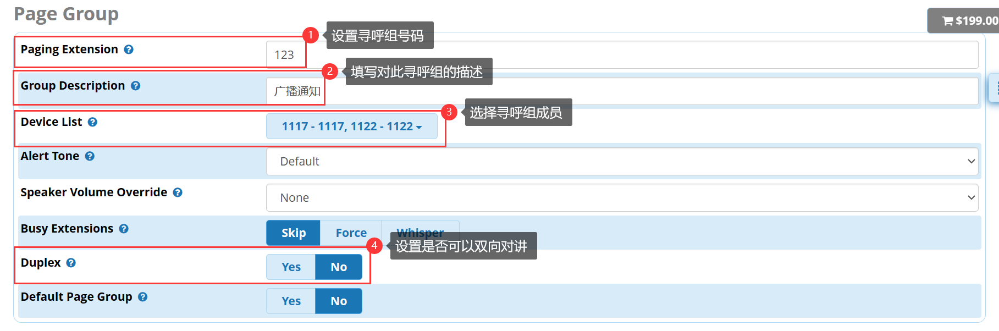 Page Group
$199.00
1 设置寻呼组号码
Paging Extension
123
2 填写对此寻呼组的描述
Group Description
广播通知
3 选择寻呼组成员
Device List
1117 - 1117, 1122 - 1122
Alert Tone
Default
Speaker Volume Override
None
Busy Extensions
Skip Force Whisper
4 设置是否可以双向对讲
Duplex
Yes No
Default Page Group
Yes No